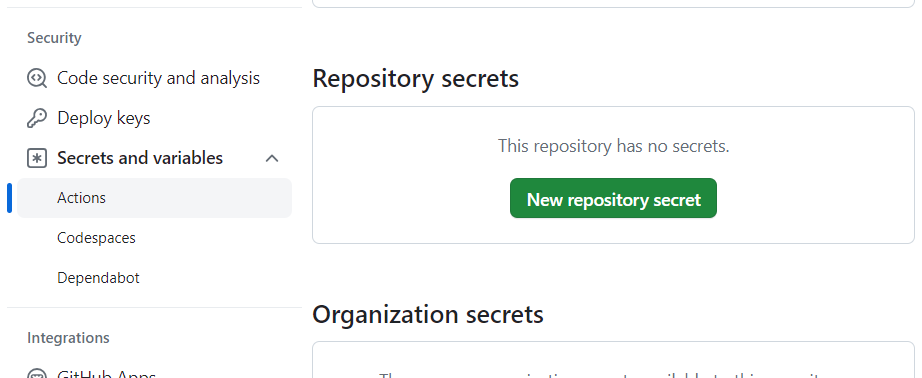 Security
Code security and analysis
Deploy keys
Secrets and variables
Actions
Codespaces
Dependabot
Integrations
GitHub Apps
Repository secrets
This repository has no secrets.
New repository secret
Organization secrets